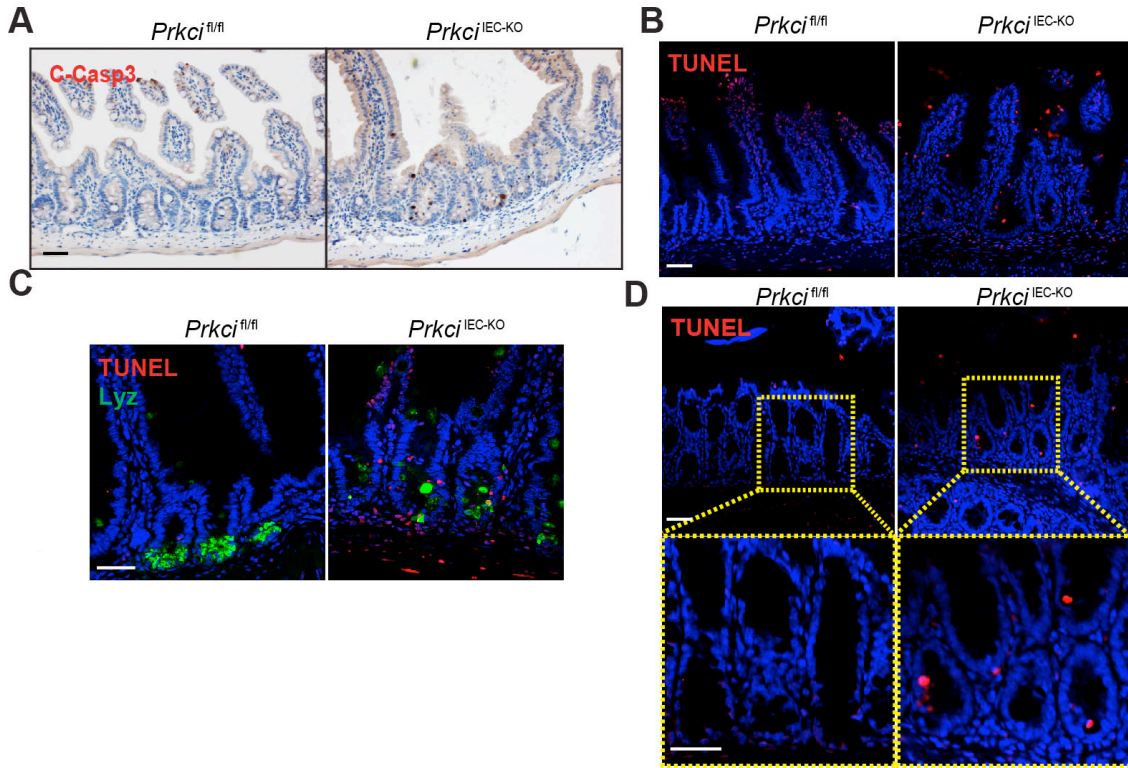 A
Prkci fl/fl
Prkci IEC-KO
C-Casp3
B
Prkci fl/fl
Prkci IEC-KO
TUNEL
C
Prkci fl/fl
Prkci IEC-KO
TUNEL
Lyz
D
Prkci fl/fl
Prkci IEC-KO
TUNEL